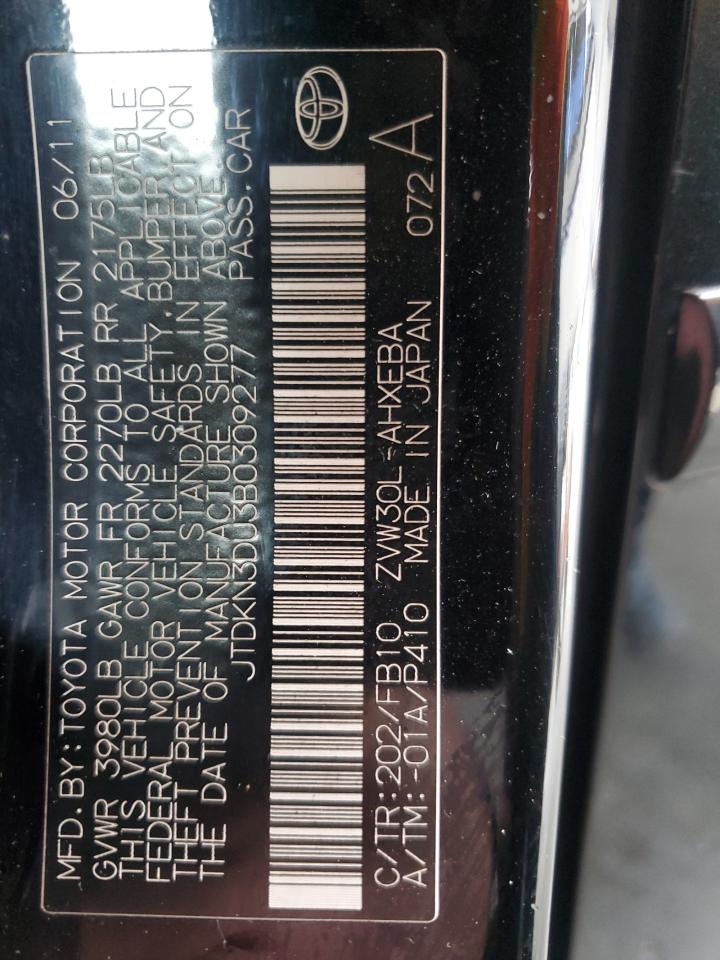 MFD.BY:TOYOTA MOTOR CORPORATION 06/11
GVWR 3980LB GAWR FR 2270LB RR 2175LB
THIS VEHICLE CONFORMS TO ALL APPLICABLE
FEDERAL MOTOR VEHICLE SAFETY, BUMPER, AND
THEFT PREVENTION STANDARDS IN EFFECT ON
THE DATE OF MANUFACTURE SHOWN ABOVE.
JTDKN3DU3B0309277 PASS.CAR
C/TR:202/FB10 ZVW30L-AHXEBA
A/TM:-01A/P410 MADE IN JAPAN 072A